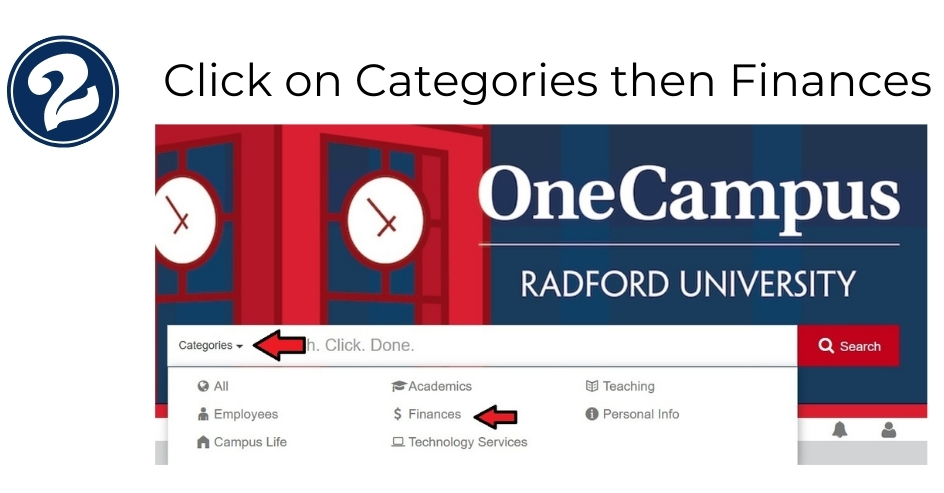 2
Click on Categories then Finances
OneCampus
RADFORD UNIVERSITY
Categories h. Click. Done. Search
All Academics Teaching
Employees $ Finances Personal Info
Campus Life Technology Services